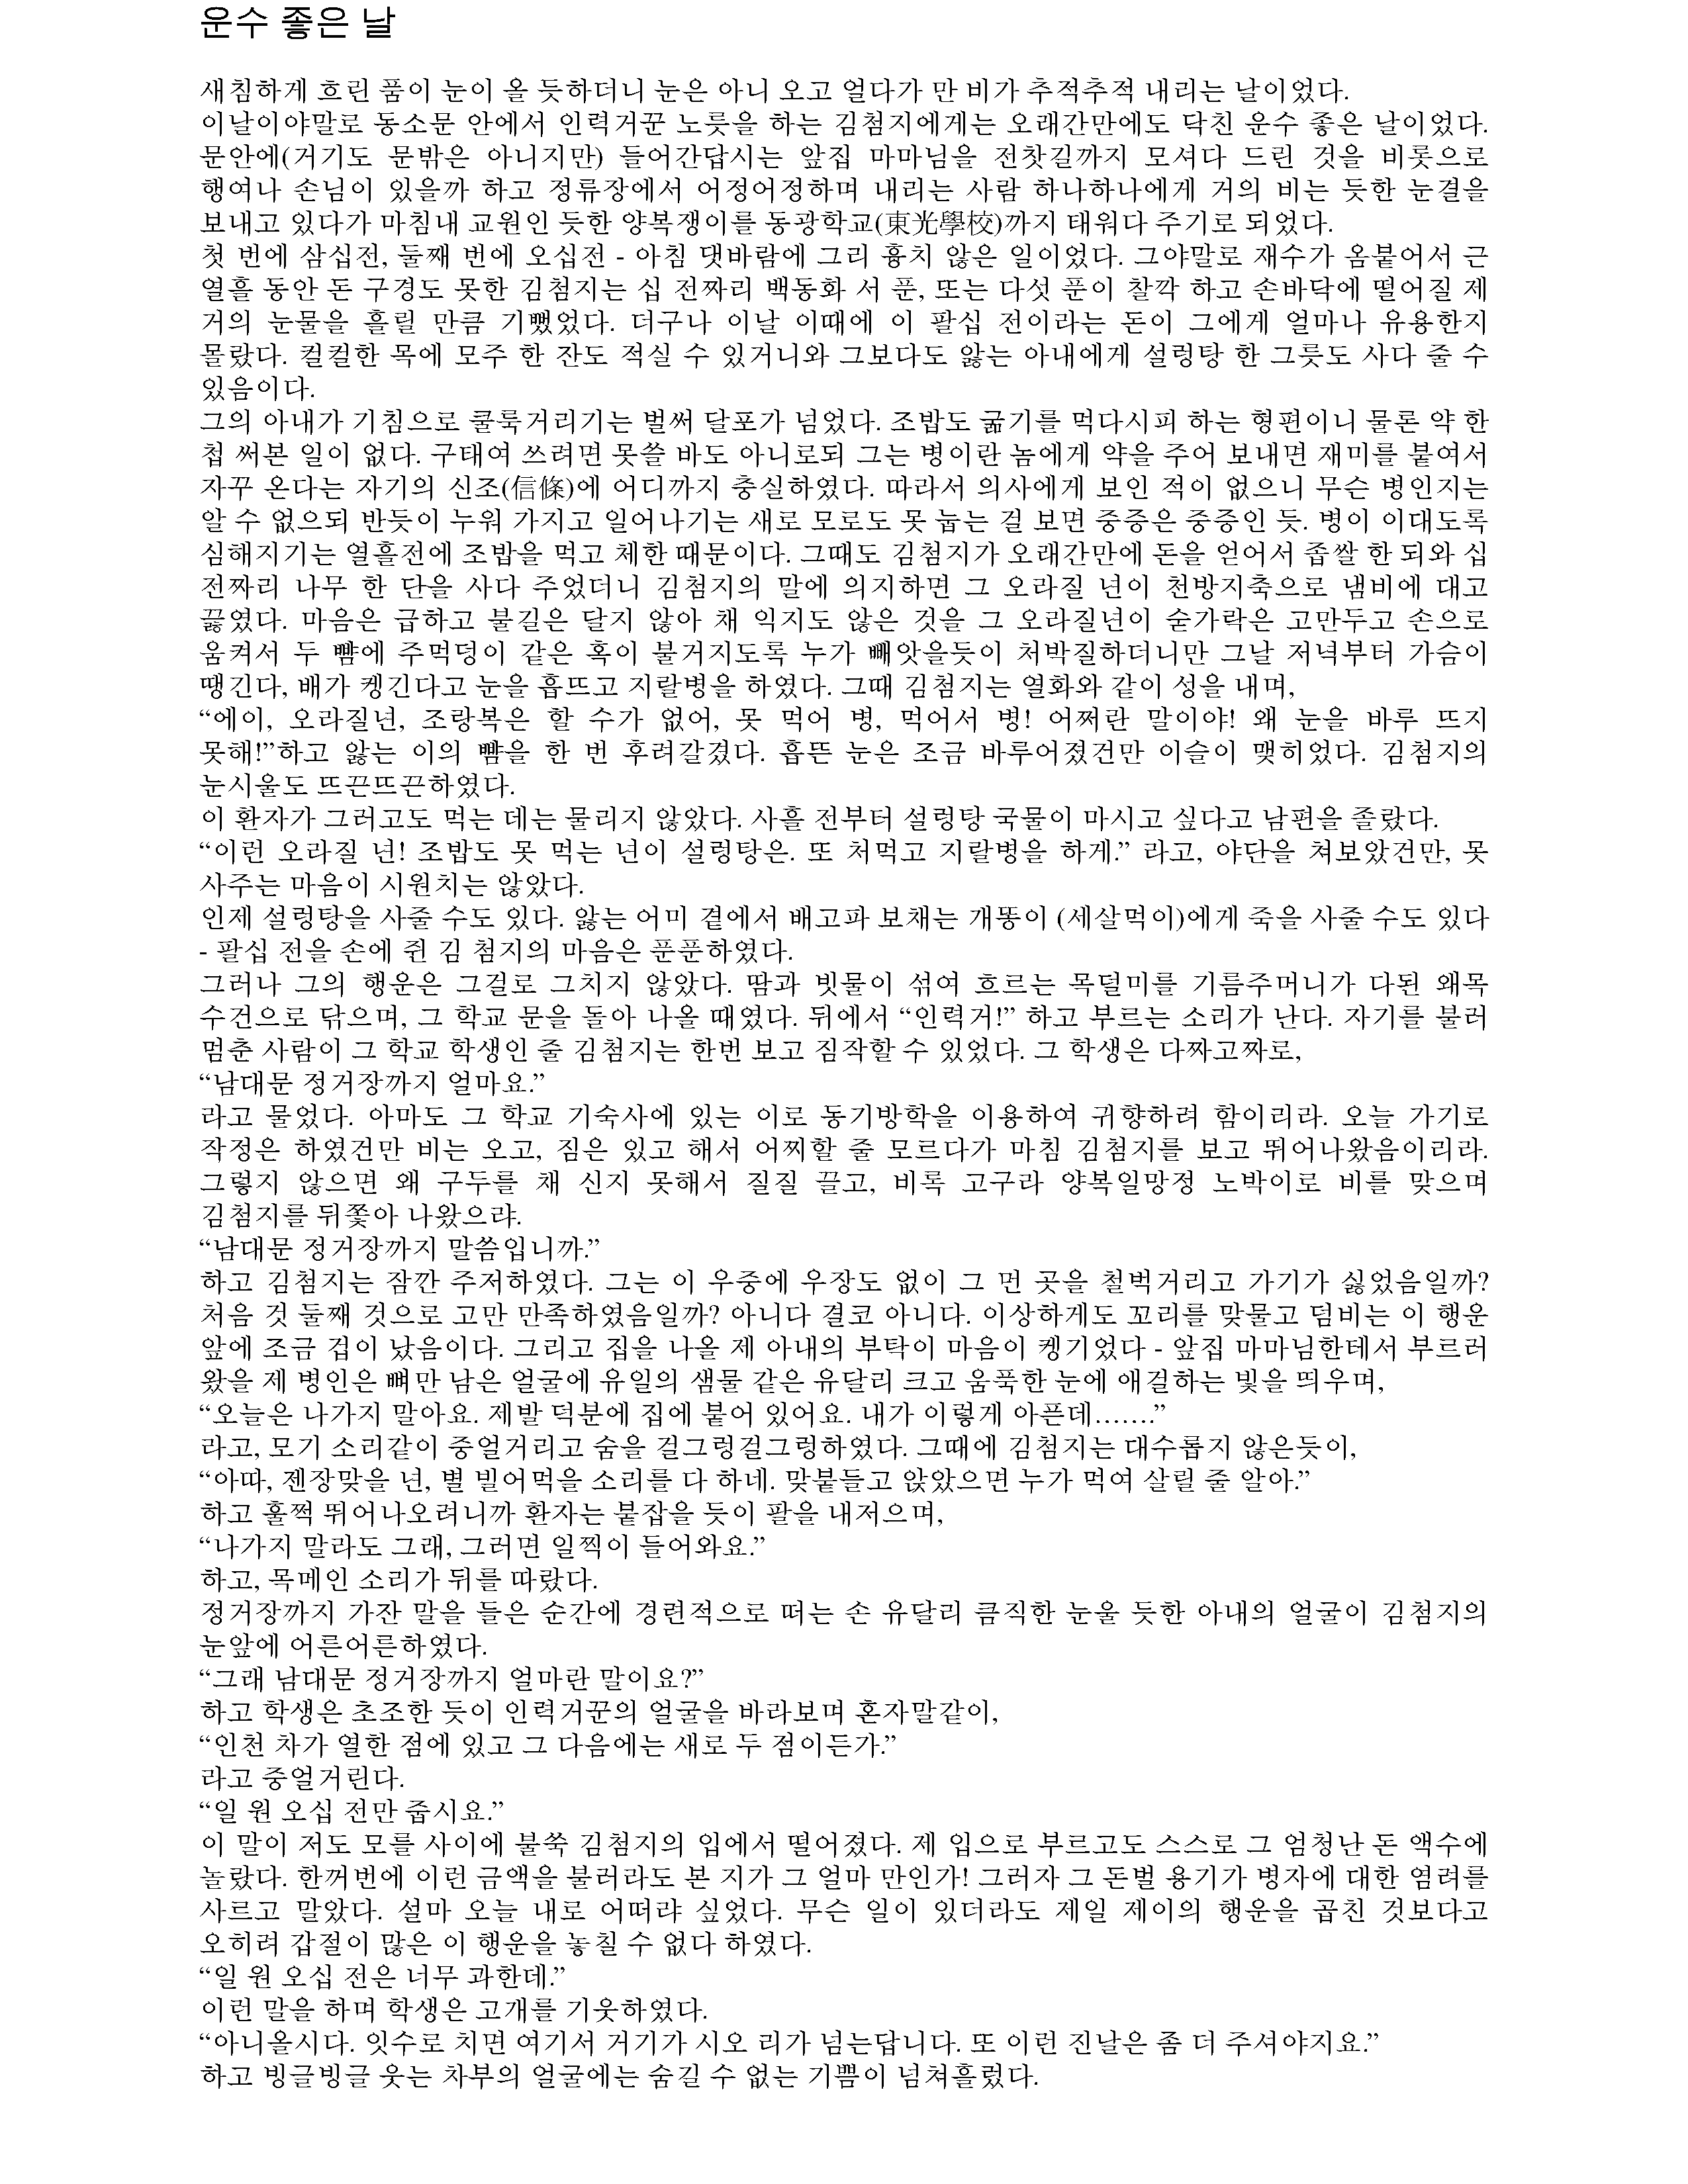 운수 좋은 날
새침하게 흐린 품이 눈이 올 듯하더니 눈은 아니 오고 얼다가 만 비가 추적추적 내리는 날이었다.
이날이야말로 동소문 안에서 인력거꾼 노릇을 하는 김첨지에게는 오래간만에도 닥친 운수 좋은 날이었다.
문안에(거기도 문밖은 아니지만) 들어간답시는 앞집 마마님을 전찻길까지 모셔다 드린 것을 비롯으로
행여나 손님이 있을까 하고 정류장에서 어정어정하며 내리는 사람 하나하나에게 거의 비는 듯한 눈결을
보내고 있다가 마침내 교원인 듯한 양복쟁이를 동광학교(東光學校)까지 태워다 주기로 되었다.
첫 번에 삼십전, 둘째 번에 오십전 - 아침 댓바람에 그리 흉치 않은 일이었다. 그야말로 재수가 옴붙어서 근
열흘 동안 돈 구경도 못한 김첨지는 십 전짜리 백동화 서 푼, 또는 다섯 푼이 찰깍 하고 손바닥에 떨어질 제
거의 눈물을 흘릴 만큼 기뻤었다. 더구나 이날 이때에 이 팔십 전이라는 돈이 그에게 얼마나 유용한지
몰랐다. 컬컬한 목에 모주 한 잔도 적실 수 있거니와 그보다도 앓는 아내에게 설렁탕 한 그릇도 사다 줄 수
있음이다.
그의 아내가 기침으로 쿨룩거리기는 벌써 달포가 넘었다. 조밥도 굶기를 먹다시피 하는 형편이니 물론 약 한
첩 써본 일이 없다. 구태여 쓰려면 못쓸 바도 아니로되 그는 병이란 놈에게 약을 주어 보내면 재미를 붙여서
자꾸 온다는 자기의 신조(信條)에 어디까지 충실하였다. 따라서 의사에게 보인 적이 없으니 무슨 병인지는
알 수 없으되 반듯이 누워 가지고 일어나기는 새로 모로도 못 눕는 걸 보면 중증은 중증인 듯. 병이 이대도록
심해지기는 열흘전에 조밥을 먹고 체한 때문이다. 그때도 김첨지가 오래간만에 돈을 얻어서 좁쌀 한 되와 십
전짜리 나무 한 단을 사다 주었더니 김첨지의 말에 의지하면 그 오라질 년이 천방지축으로 냄비에 대고
끓였다. 마음은 급하고 불길은 달지 않아 채 익지도 않은 것을 그 오라질년이 숟가락은 고만두고 손으로
움켜서 두 뺨에 주먹덩이 같은 혹이 불거지도록 누가 빼앗을듯이 처박질하더니만 그날 저녁부터 가슴이
땡긴다, 배가 켕긴다고 눈을 흡뜨고 지랄병을 하였다. 그때 김첨지는 열화와 같이 성을 내며,
“에이, 오라질년, 조랑복은 할 수가 없어, 못 먹어 병, 먹어서 병! 어쩌란 말이야! 왜 눈을 바루 뜨지
못해!”하고 앓는 이의 뺨을 한 번 후려갈겼다. 흡뜬 눈은 조금 바루어졌건만 이슬이 맺히었다. 김첨지의
눈시울도 뜨끈뜨끈하였다.
이 환자가 그러고도 먹는 데는 물리지 않았다. 사흘 전부터 설렁탕 국물이 마시고 싶다고 남편을 졸랐다.
“이런 오라질 년! 조밥도 못 먹는 년이 설렁탕은. 또 처먹고 지랄병을 하게.” 라고, 야단을 쳐보았건만, 못
사주는 마음이 시원치는 않았다.
인제 설렁탕을 사줄 수도 있다. 앓는 어미 곁에서 배고파 보채는 개똥이 (세살먹이)에게 죽을 사줄 수도 있다
- 팔십 전을 손에 쥔 김 첨지의 마음은 푼푼하였다.
그러나 그의 행운은 그걸로 그치지 않았다. 땀과 빗물이 섞여 흐르는 목덜미를 기름주머니가 다된 왜목
수건으로 닦으며, 그 학교 문을 돌아 나올 때였다. 뒤에서 “인력거!” 하고 부르는 소리가 난다. 자기를 불러
멈춘 사람이 그 학교 학생인 줄 김첨지는 한번 보고 짐작할 수 있었다. 그 학생은 다짜고짜로,
“남대문 정거장까지 얼마요.”
라고 물었다. 아마도 그 학교 기숙사에 있는 이로 동기방학을 이용하여 귀향하려 함이리라. 오늘 가기로
작정은 하였건만 비는 오고, 짐은 있고 해서 어찌할 줄 모르다가 마침 김첨지를 보고 뛰어나왔음이리라.
그렇지 않으면 왜 구두를 채 신지 못해서 질질 끌고, 비록 고구라 양복일망정 노박이로 비를 맞으며
김첨지를 뒤쫓아 나왔으랴.
“남대문 정거장까지 말씀입니까.”
하고 김첨지는 잠깐 주저하였다. 그는 이 우중에 우장도 없이 그 먼 곳을 철벅거리고 가기가 싫었음일까?
처음 것 둘째 것으로 고만 만족하였음일까? 아니다 결코 아니다. 이상하게도 꼬리를 맞물고 덤비는 이 행운
앞에 조금 겁이 났음이다. 그리고 집을 나올 제 아내의 부탁이 마음이 켕기었다 - 앞집 마마님한테서 부르러
왔을 제 병인은 뼈만 남은 얼굴에 유일의 샘물 같은 유달리 크고 움푹한 눈에 애걸하는 빛을 띄우며,
“오늘은 나가지 말아요. 제발 덕분에 집에 붙어 있어요. 내가 이렇게 아픈데…….”
라고, 모기 소리같이 중얼거리고 숨을 걸그렁걸그렁하였다. 그때에 김첨지는 대수롭지 않은듯이,
“아따, 젠장맞을 년, 별 빌어먹을 소리를 다 하네. 맞붙들고 앉았으면 누가 먹여 살릴 줄 알아.”
하고 훌쩍 뛰어나오려니까 환자는 붙잡을 듯이 팔을 내저으며,
“나가지 말라도 그래, 그러면 일찍이 들어와요.”
하고, 목메인 소리가 뒤를 따랐다.
정거장까지 가잔 말을 들은 순간에 경련적으로 떠는 손 유달리 큼직한 눈울 듯한 아내의 얼굴이 김첨지의
눈앞에 어른어른하였다.
“그래 남대문 정거장까지 얼마란 말이요?”
하고 학생은 초조한 듯이 인력거꾼의 얼굴을 바라보며 혼자말같이,
“인천 차가 열한 점에 있고 그 다음에는 새로 두 점이든가.”
라고 중얼거린다.
“일 원 오십 전만 줍시요.”
이 말이 저도 모를 사이에 불쑥 김첨지의 입에서 떨어졌다. 제 입으로 부르고도 스스로 그 엄청난 돈 액수에
놀랐다. 한꺼번에 이런 금액을 불러라도 본 지가 그 얼마 만인가! 그러자 그 돈벌 용기가 병자에 대한 염려를
사르고 말았다. 설마 오늘 내로 어떠랴 싶었다. 무슨 일이 있더라도 제일 제이의 행운을 곱친 것보다고
오히려 갑절이 많은 이 행운을 놓칠 수 없다 하였다.
“일 원 오십 전은 너무 과한데.”
이런 말을 하며 학생은 고개를 기웃하였다.
“아니올시다. 잇수로 치면 여기서 거기가 시오 리가 넘는답니다. 또 이런 진날은 좀 더 주셔야지요.”
하고 빙글빙글 웃는 차부의 얼굴에는 숨길 수 없는 기쁨이 넘쳐흘렀다.